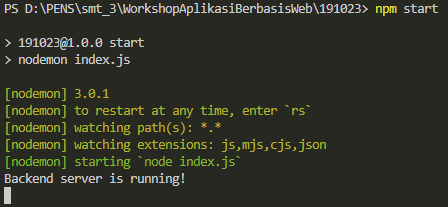 PS D:\PENS\smt_3\WorkshopAplikasiBerbasisWeb\191023> npm start
> 191023@1.0.0 start
> nodemon index.js
[nodemon] 3.0.1
[nodemon] to restart at any time, enter `rs`
[nodemon] watching path(s): *.*
[nodemon] watching extensions: js,mjs,cjs,json
[nodemon] starting `node index.js`
Backend server is running!